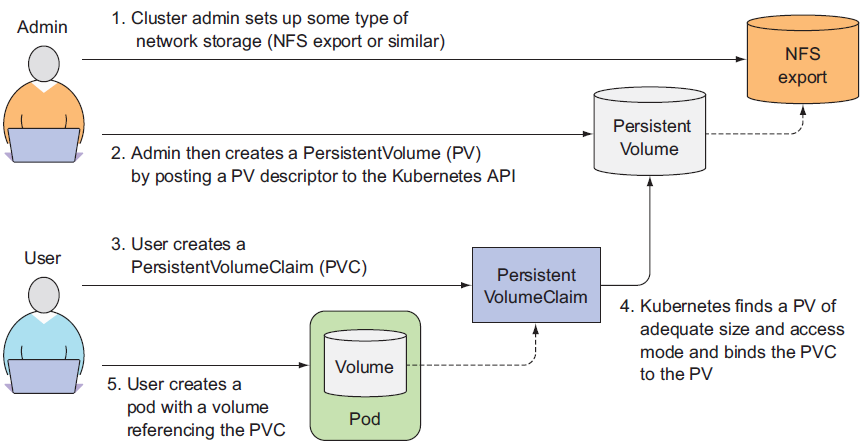 Admin
1. Cluster admin sets up some type of
network storage (NFS export or similar)
NFS
export
Persistent
Volume
2. Admin then creates a PersistentVolume (PV)
by posting a PV descriptor to the Kubernetes API
User
3. User creates a
PersistentVolumeClaim (PVC)
Persistent
VolumeClaim
4. Kubernetes finds a PV of
adequate size and access
mode and binds the PVC
to the PV
Volume
Pod
5. User creates a
pod with a volume
referencing the PVC